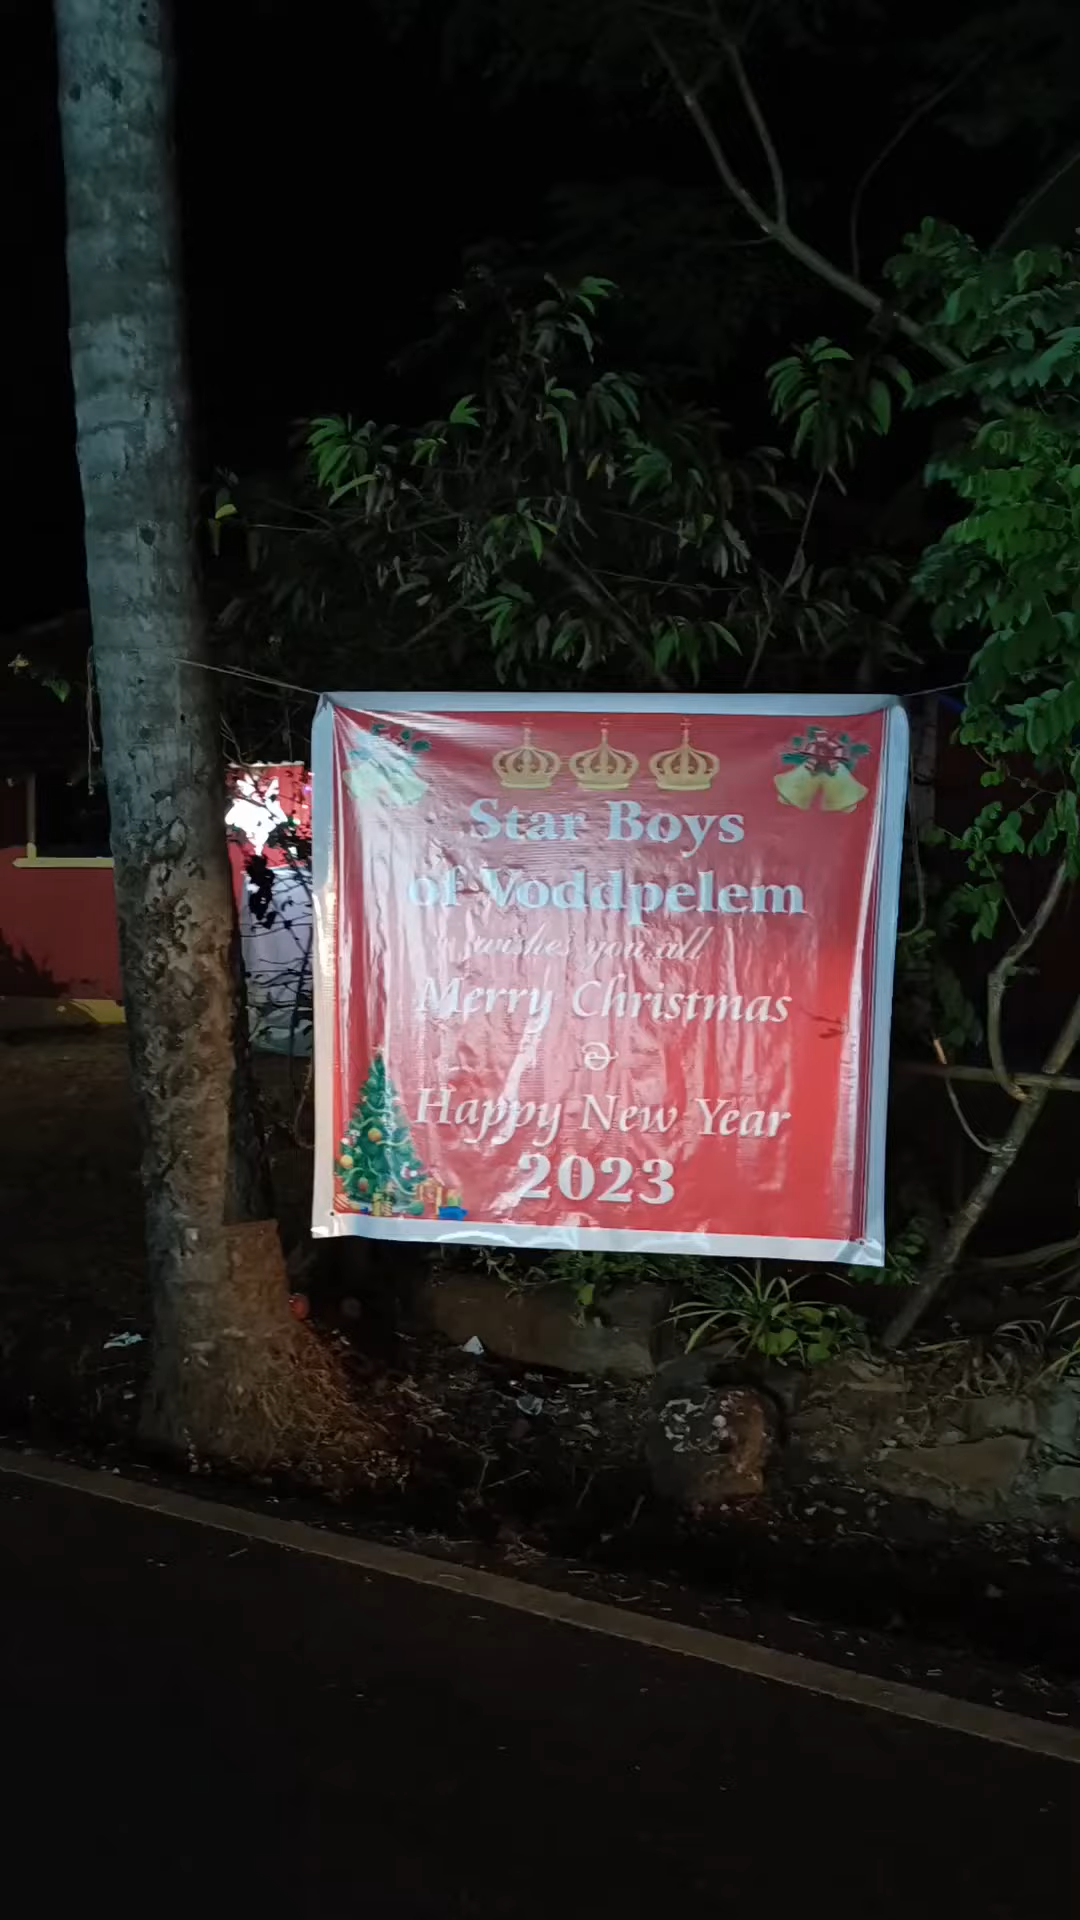 Star Boys
of Voddpelem
wishes you all
Merry Christmas
&
Happy New Year
2023